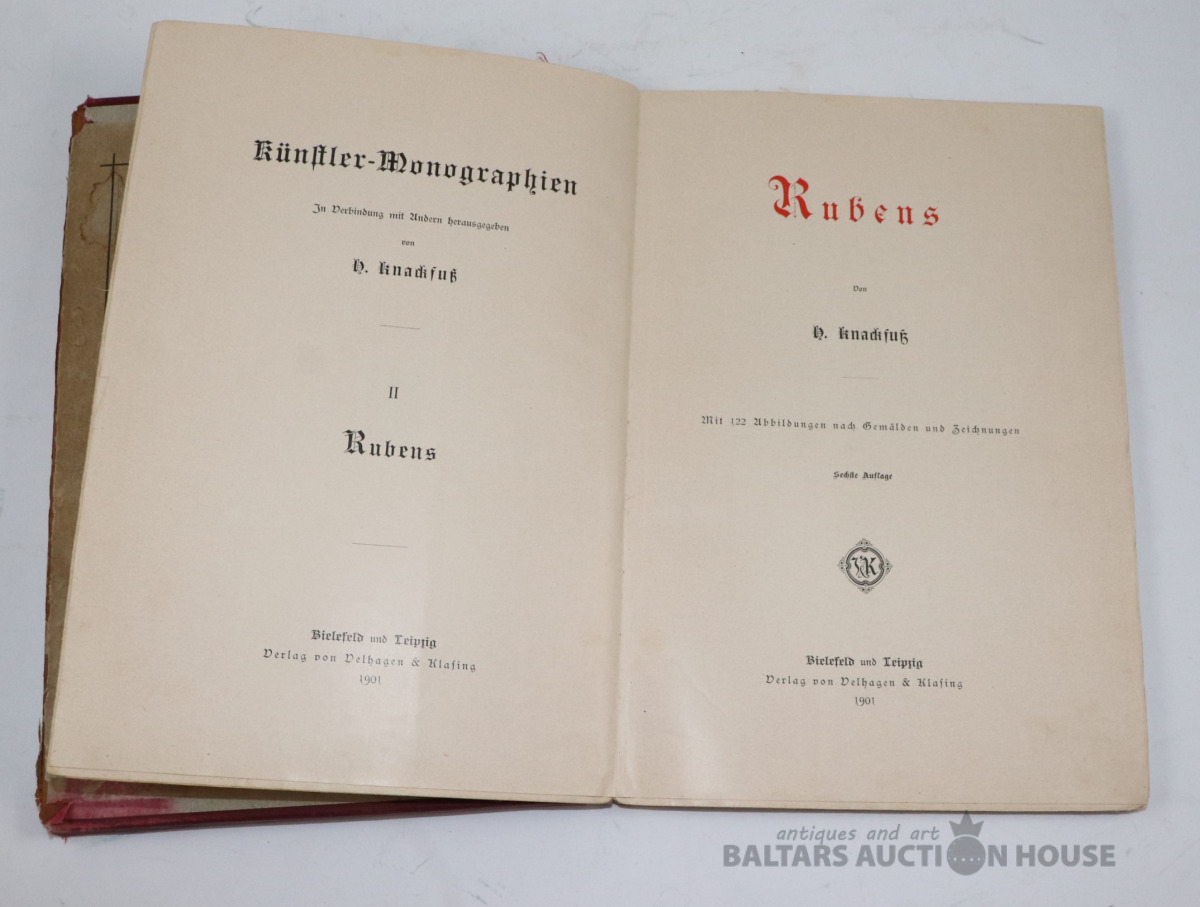 Künstler-Monographien
In Verbindung mit Andern herausgegeben
von
H. Knackfuß
II
Rubens
Bielefeld und Leipzig
Verlag von Velhagen & Klasing
1901
Rubens
Von
H. Knackfuß
Mit 122 Abbildungen nach Gemälden und Zeichnungen
Sechste Auflage
VK
Bielefeld und Leipzig
Verlag von Velhagen & Klasing
1901
antiques and art
BALTARS AUCTION HOUSE